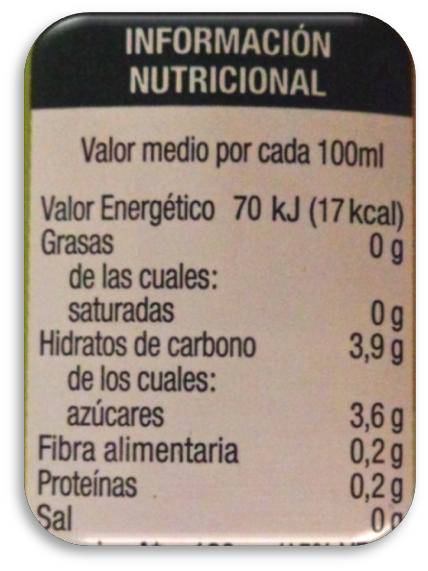 INFORMACIÓN
NUTRICIONAL
Valor medio por cada 100ml
Valor Energético 70 kJ (17 kcal)
Grasas 0 g
de las cuales:
saturadas 0 g
Hidratos de carbono 3,9 g
de los cuales:
azúcares 3,6 g
Fibra alimentaria 0,2 g
Proteínas 0,2 g
Sal 0 g